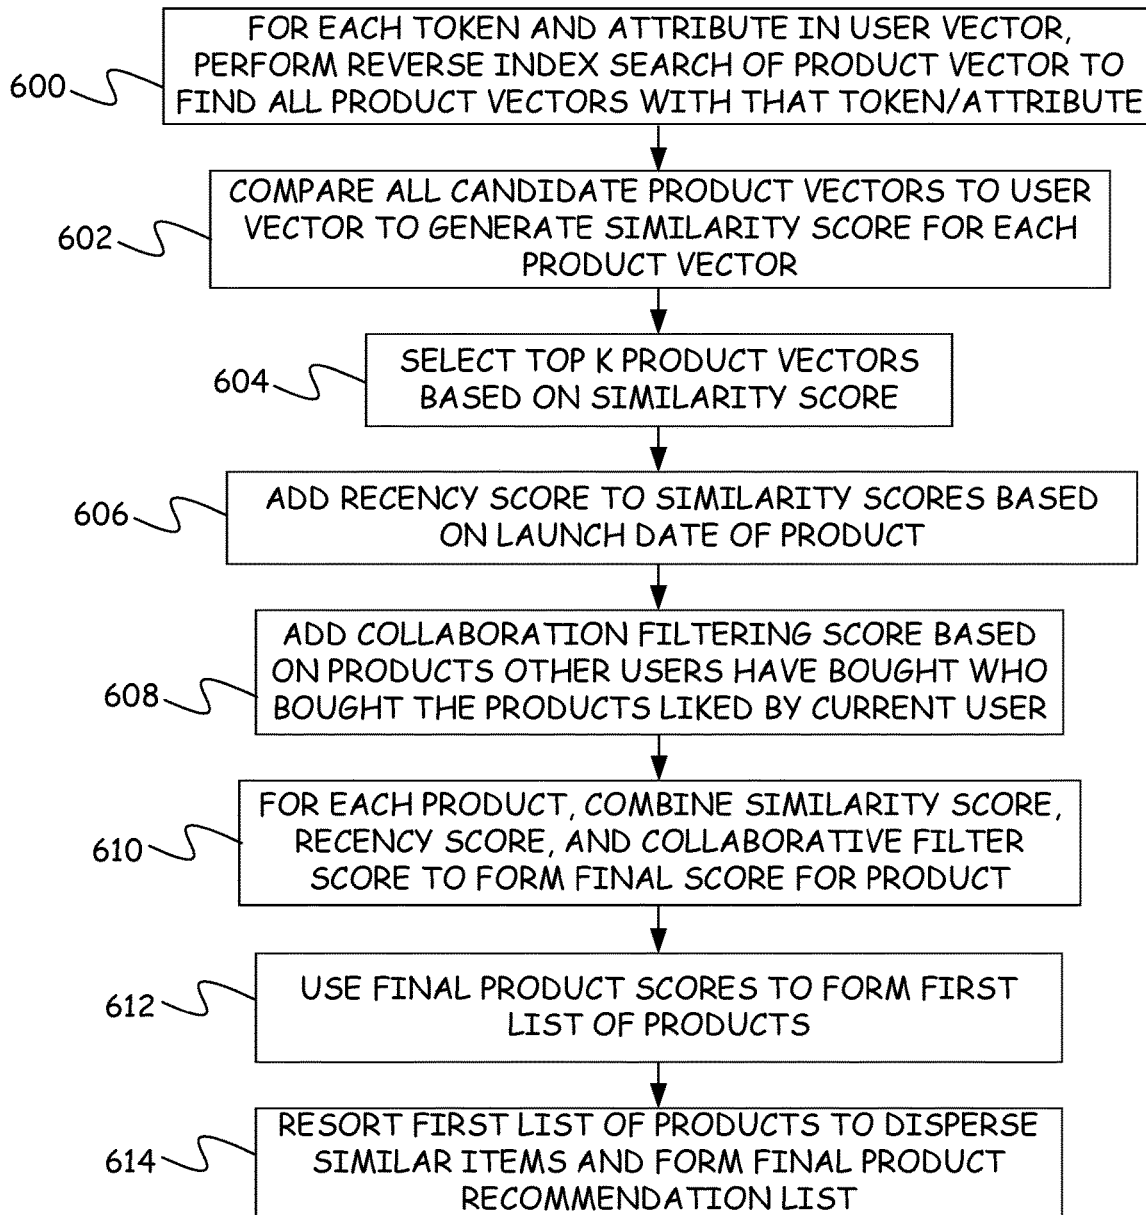 600
FOR EACH TOKEN AND ATTRIBUTE IN USER VECTOR,
PERFORM REVERSE INDEX SEARCH OF PRODUCT VECTOR TO
FIND ALL PRODUCT VECTORS WITH THAT TOKEN/ATTRIBUTE
602
COMPARE ALL CANDIDATE PRODUCT VECTORS TO USER
VECTOR TO GENERATE SIMILARITY SCORE FOR EACH
PRODUCT VECTOR
604
SELECT TOP K PRODUCT VECTORS
BASED ON SIMILARITY SCORE
606
ADD RECENCY SCORE TO SIMILARITY SCORES BASED
ON LAUNCH DATE OF PRODUCT
608
ADD COLLABORATION FILTERING SCORE BASED
ON PRODUCTS OTHER USERS HAVE BOUGHT WHO
BOUGHT THE PRODUCTS LIKED BY CURRENT USER
610
FOR EACH PRODUCT, COMBINE SIMILARITY SCORE,
RECENCY SCORE, AND COLLABORATIVE FILTER
SCORE TO FORM FINAL SCORE FOR PRODUCT
612
USE FINAL PRODUCT SCORES TO FORM FIRST
LIST OF PRODUCTS
614
RESORT FIRST LIST OF PRODUCTS TO DISPERSE
SIMILAR ITEMS AND FORM FINAL PRODUCT
RECOMMENDATION LIST